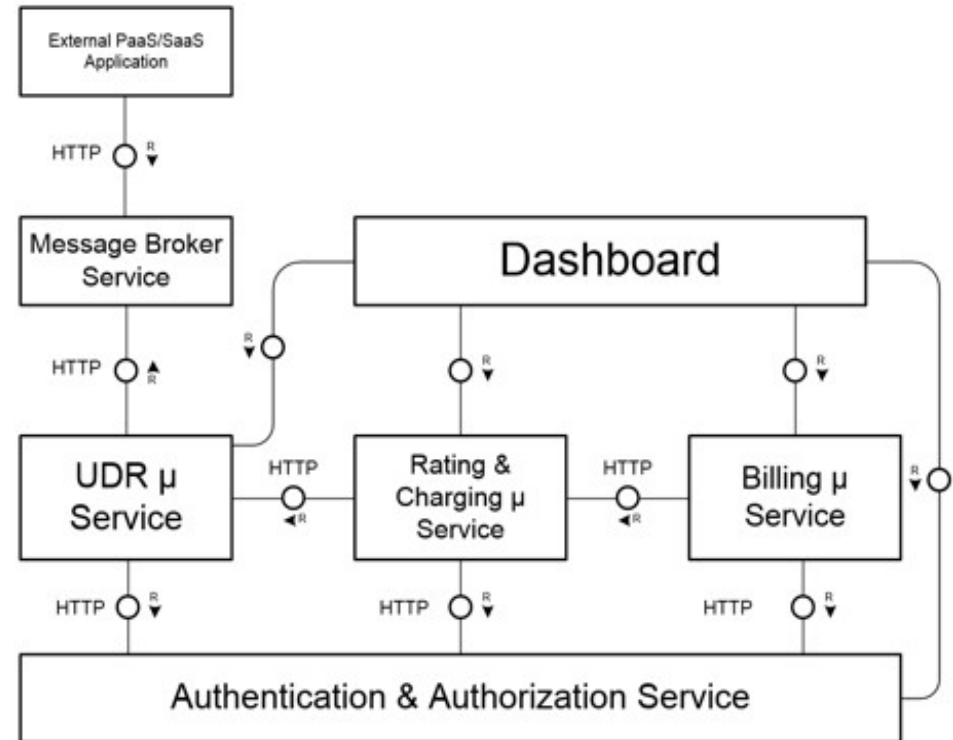 External PaaS/SaaS
Application
HTTP
R
Message Broker
Service
Dashboard
HTTP
R
R
R
R
UDR μ
Service
HTTP
R
Rating &
Charging μ
Service
HTTP
R
Billing μ
Service
R
HTTP
R
HTTP
R
HTTP
R
Authentication & Authorization Service